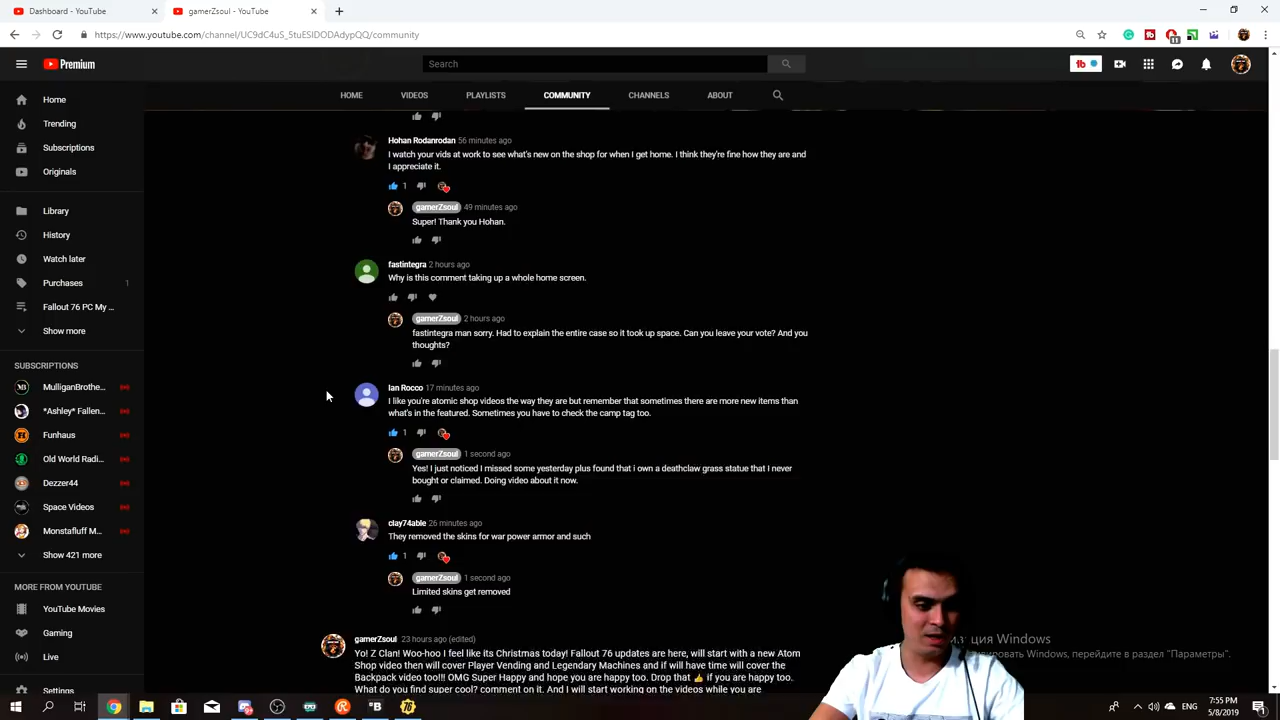 Dashboard - YouTube
gamerZsoul - YouTube
https://www.youtube.com/channel/UC9dC4uS_5tuESIDODAdypQQ/community
11
Premium
Search
HOME
VIDEOS
PLAYLISTS
COMMUNITY
CHANNELS
ABOUT
Home
Trending
Subscriptions
Originals
Library
History
Watch later
Purchases 1
Fallout 76 PC My ...
Show more
SUBSCRIPTIONS
MulliganBrothe...
*Ashley* Fallen...
Funhaus
Old World Radi...
Dezzer44
Space Videos
Monstafluff M...
Show 421 more
MORE FROM YOUTUBE
YouTube Movies
Gaming
Live
Settings
Hohan Rodanrodan 56 minutes ago
I watch your vids at work to see what's new on the shop for when I get home. I think they're fine how they are and
I appreciate it.
1
gamerZsoul 49 minutes ago
Super! Thank you Hohan.
fastintegra 2 hours ago
Why is this comment taking up a whole home screen.
gamerZsoul 2 hours ago
fastintegra man sorry. Had to explain the entire case so it took up space. Can you leave your vote? And you
thoughts?
Ian Rocco 17 minutes ago
I like you're atomic shop videos the way they are but remember that sometimes there are more new items than
what's in the featured. Sometimes you have to check the camp tag too.
1
gamerZsoul 1 second ago
Yes! I just noticed I missed some yesterday plus found that i own a deathclaw grass statue that I never
bought or claimed. Doing video about it now.
clay74able 26 minutes ago
They removed the skins for war power armor and such
1
gamerZsoul 1 second ago
Limited skins get removed
gamerZsoul 23 hours ago (edited)
Yo! Z Clan! Woo-hoo I feel like its Christmas today! Fallout 76 updates are here, will start with a new Atom
Shop video then will cover Player Vending and Legendary Machines and if will have time will cover the
Backpack video too!!! OMG Super Happy and hope you are happy too. Drop that 👍 if you are happy too.
What do you find super cool? comment on it. And I will start working on the videos while you are
Windows
Windows, перейдите в раздел "Параметры".
ENG
7:55 PM
5/8/2019